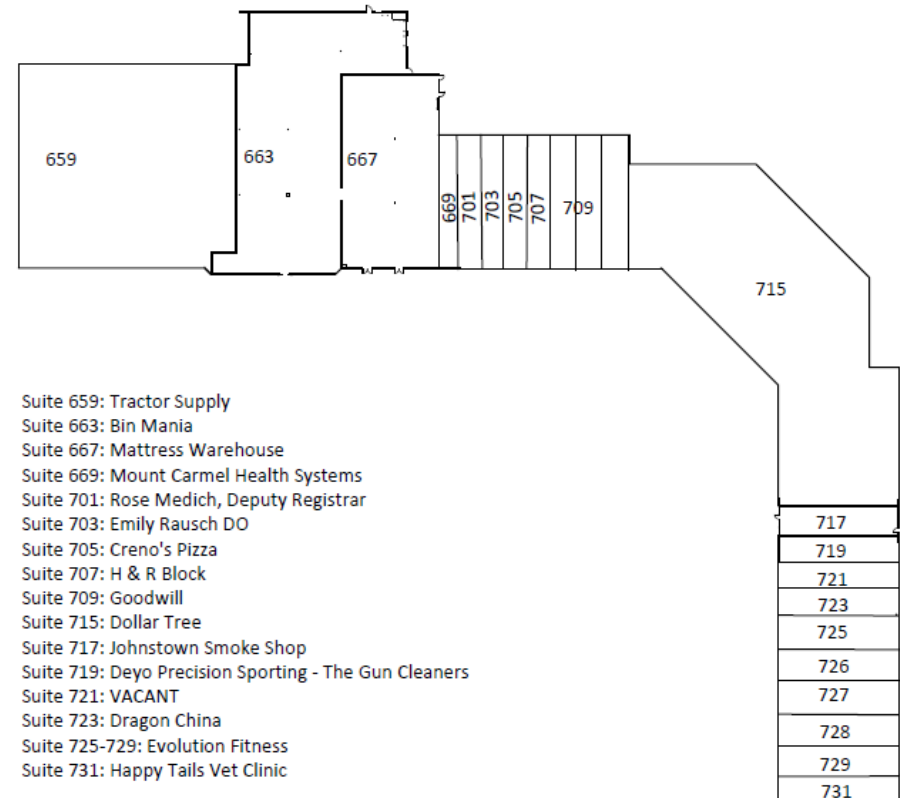 659
663
667
669
701
703
705
707
709
715
Suite 659: Tractor Supply
Suite 663: Bin Mania
Suite 667: Mattress Warehouse
Suite 669: Mount Carmel Health Systems
Suite 701: Rose Medich, Deputy Registrar
Suite 703: Emily Rausch DO
Suite 705: Creno's Pizza
Suite 707: H & R Block
Suite 709: Goodwill
Suite 715: Dollar Tree
Suite 717: Johnstown Smoke Shop
Suite 719: Deyo Precision Sporting - The Gun Cleaners
Suite 721: VACANT
Suite 723: Dragon China
Suite 725-729: Evolution Fitness
Suite 731: Happy Tails Vet Clinic
717
719
721
723
725
726
727
728
729
731